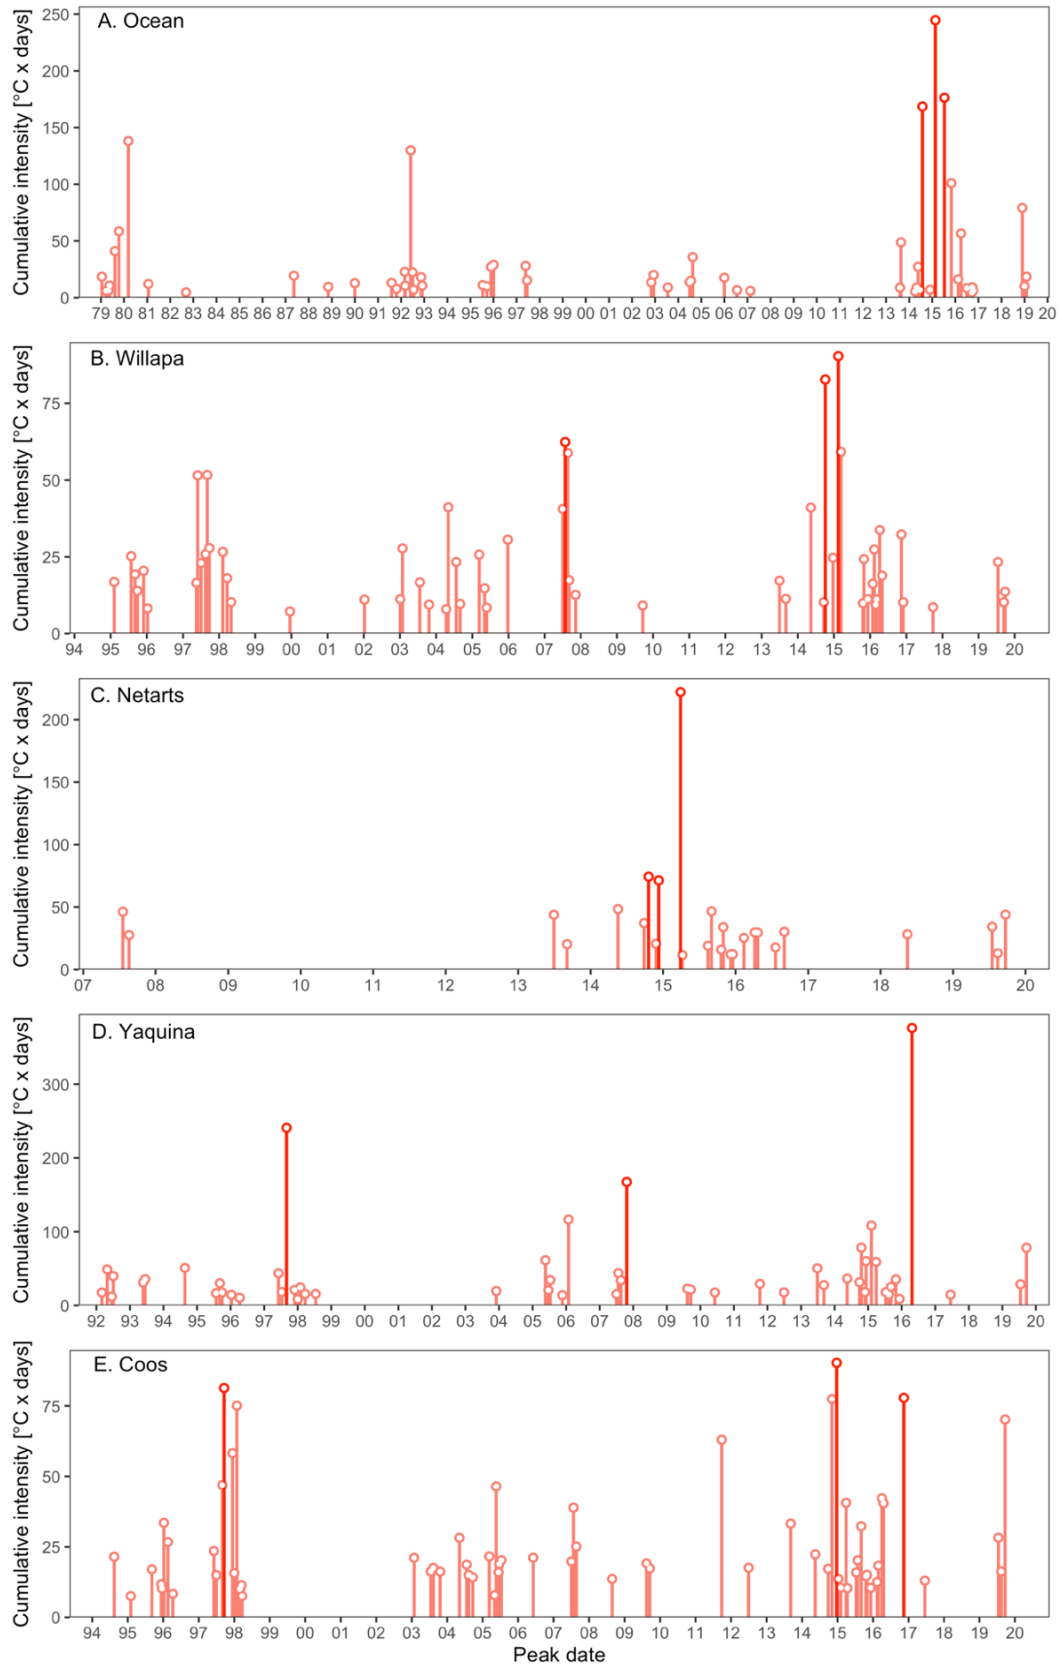 A. Ocean
Cumulative intensity [°C x days]
250
200
150
100
50
0
79 80 81 82 83 84 85 86 87 88 89 90 91 92 93 94 95 96 97 98 99 00 01 02 03 04 05 06 07 08 09 10 11 12 13 14 15 16 17 18 19 20
B. Willapa
Cumulative intensity [°C x days]
75
50
25
0
94 95 96 97 98 99 00 01 02 03 04 05 06 07 08 09 10 11 12 13 14 15 16 17 18 19 20
C. Netarts
Cumulative intensity [°C x days]
200
150
100
50
0
07 08 09 10 11 12 13 14 15 16 17 18 19 20
D. Yaquina
Cumulative intensity [°C x days]
300
200
100
0
92 93 94 95 96 97 98 99 00 01 02 03 04 05 06 07 08 09 10 11 12 13 14 15 16 17 18 19 20
E. Coos
Cumulative intensity [°C x days]
75
50
25
0
94 95 96 97 98 99 00 01 02 03 04 05 06 07 08 09 10 11 12 13 14 15 16 17 18 19 20
Peak date